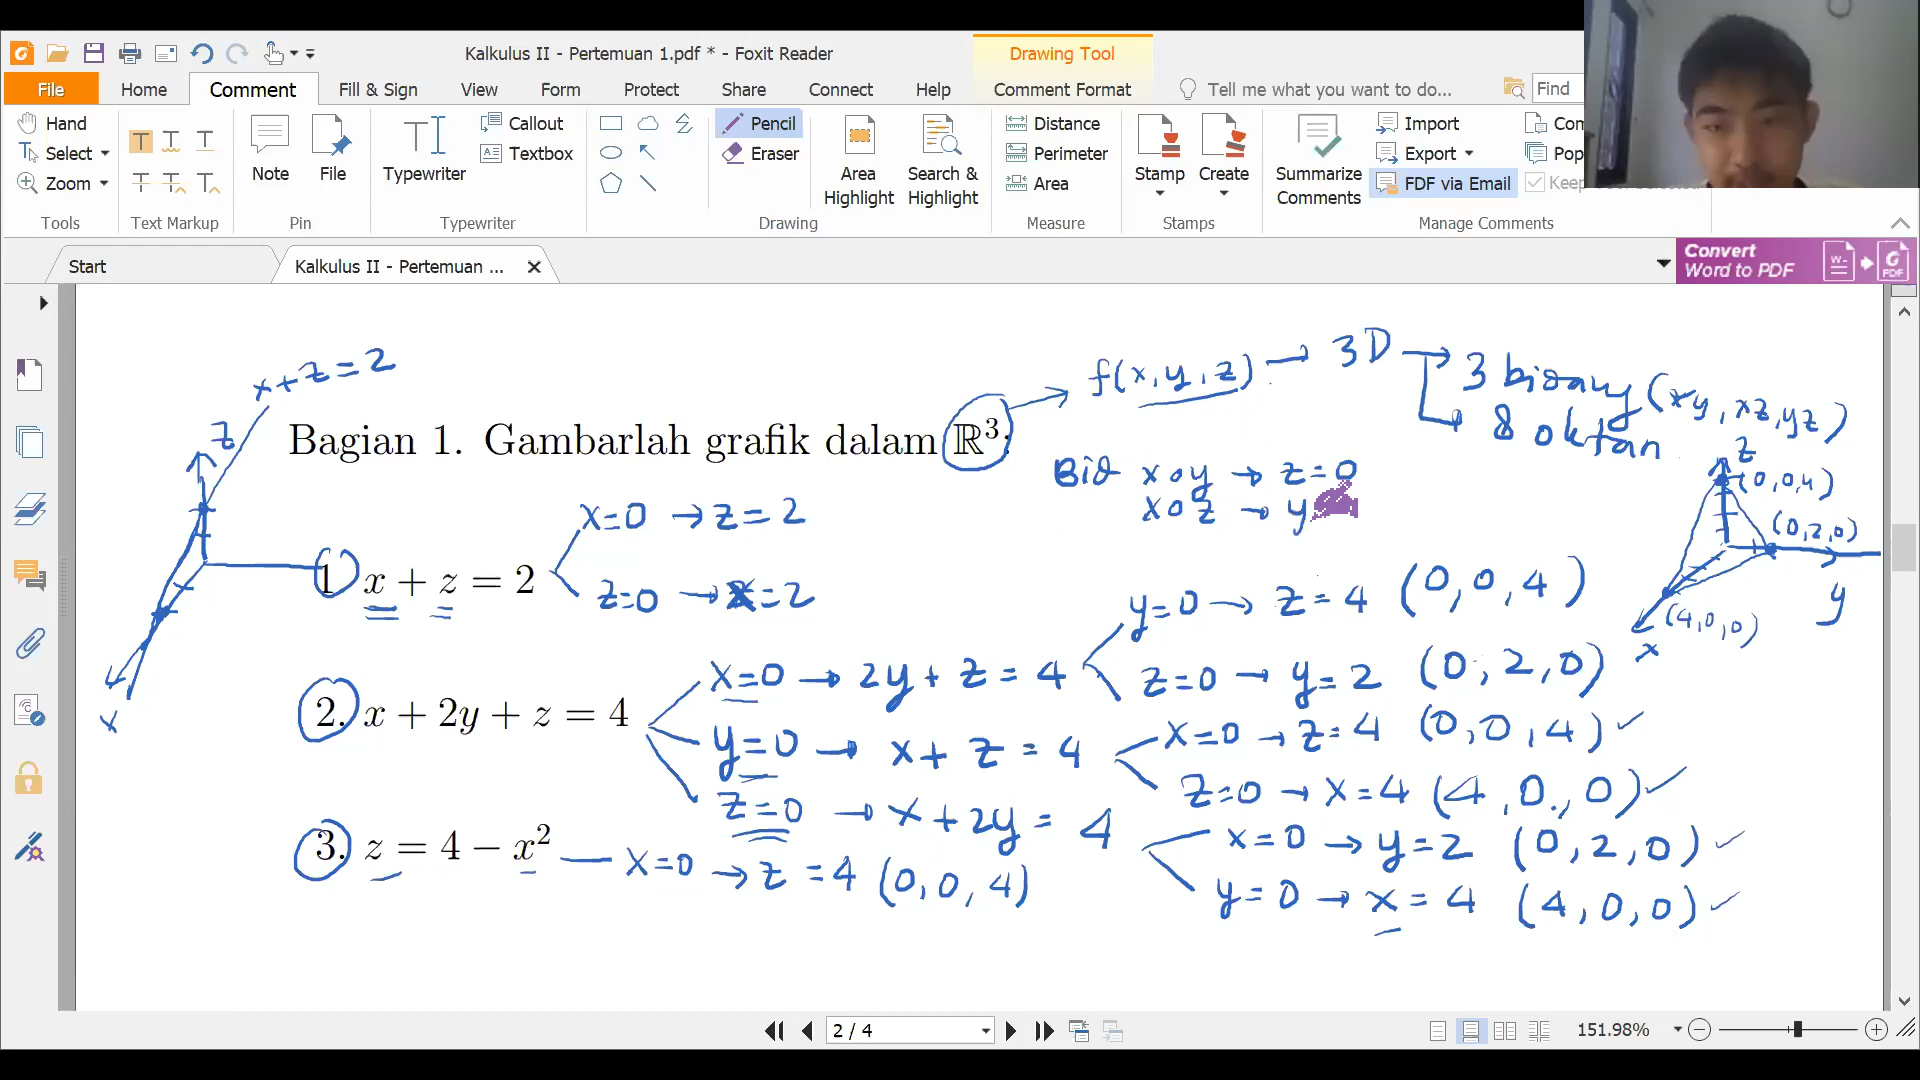 Kalkulus II - Pertemuan 1.pdf * - Foxit Reader
Drawing Tool
File Home Comment Fill & Sign View Form Protect Share Connect Help Comment Format Tell me what you want to do... Find
Hand
Select
Zoom
Tools
Text Markup
Note
File
Pin
Typewriter
Callout
Textbox
Typewriter
Pencil
Eraser
Area Highlight
Search & Highlight
Drawing
Distance
Perimeter
Area
Measure
Stamp
Create
Stamps
Summarize Comments
Import
Export
FDF via Email
Com
Pop
Keep
Manage Comments
Start
Kalkulus II - Pertemuan ...
Convert
Word to PDF
x+z=2
z
f(x,y,z) → 3D → 3 bidang (xy, xz, yz)
8 oktan
Bagian 1. Gambarlah grafik dalam ℝ³:
Bid xoy → z=0
xoz → y
z
(0,0,4)
(0,2,0)
(4,0,0)
x
y
1) x + z = 2
x=0 → z=2
z=0 → x=2
x
2. x + 2y + z = 4
x=0 → 2y+z=4
y=0 → z=4 (0,0,4)
z=0 → y=2 (0,2,0)
y=0 → x+z=4
x=0 → z=4 (0,0,4) ✓
z=0 → x=4 (4,0,0) ✓
z=0 → x+2y=4
x=0 → y=2 (0,2,0) ✓
y=0 → x=4 (4,0,0) ✓
3. z = 4 − x²
x=0 → z=4 (0,0,4)
2 / 4
151.98%